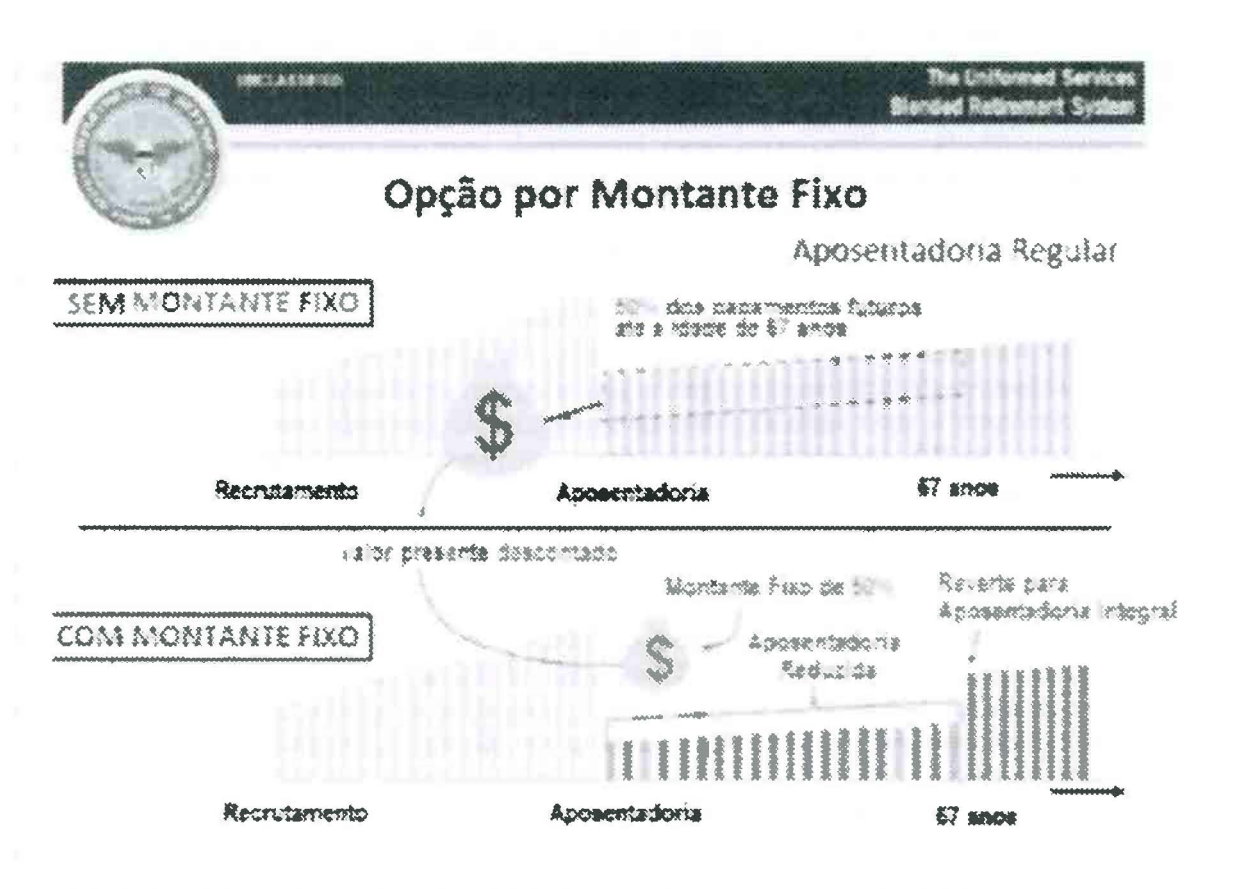 UNCLASSIFIED
The Uniformed Services
Blended Retirement System
Opção por Montante Fixo
Aposentadoria Regular
SEM MONTANTE FIXO
50% dos pagamentos futuros
até a idade de 67 anos
$
Recrutamento
Aposentadoria
67 anos
Valor presente descontado
Montante Fixo de 50%
Reverte para
Aposentadoria Integral
COM MONTANTE FIXO
$
Aposentadoria
Reduzida
Recrutamento
Aposentadoria
67 anos